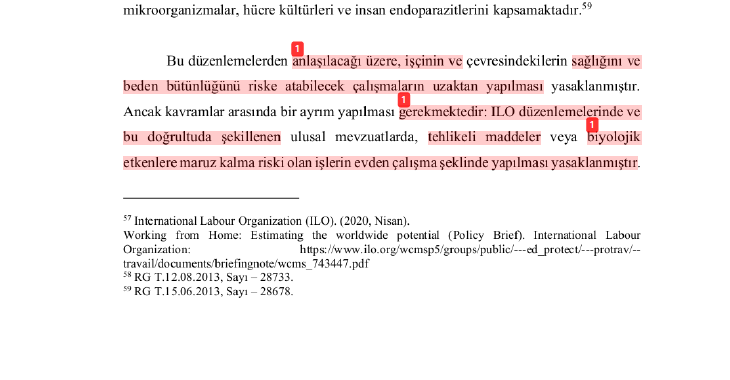 mikroorganizmalar, hücre kültürleri ve insan endoparazitlerini kapsamaktadır.59
1
Bu düzenlemelerden anlaşılacağı üzere, işçinin ve çevresindekilerin sağlığını ve
beden bütünlüğünü riske atabilecek çalışmaların uzaktan yapılması yasaklanmıştır.
1
Ancak kavramlar arasında bir ayrım yapılması gerekmektedir: ILO düzenlemelerinde ve
1
bu doğrultuda şekillenen ulusal mevzuatlarda, tehlikeli maddeler veya biyolojik
etkenlere maruz kalma riski olan işlerin evden çalışma şeklinde yapılması yasaklanmıştır.
57 International Labour Organization (ILO). (2020, Nisan).
Working from Home: Estimating the worldwide potential (Policy Brief). International Labour
Organization: https://www.ilo.org/wcmsp5/groups/public/---ed_protect/---protrav/--
travail/documents/briefingnote/wcms_743447.pdf
58 RG T.12.08.2013, Sayı – 28733.
59 RG T.15.06.2013, Sayı – 28678.